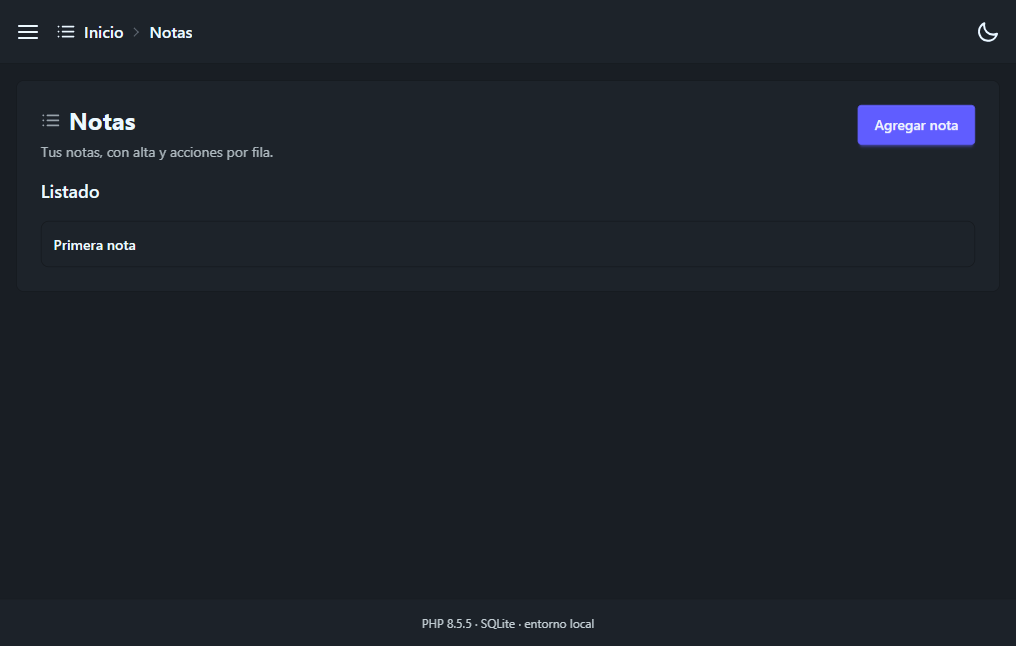 Inicio > Notas
Notas
Agregar nota
Tus notas, con alta y acciones por fila.
Listado
Primera nota
PHP 8.5.5 · SQLite · entorno local